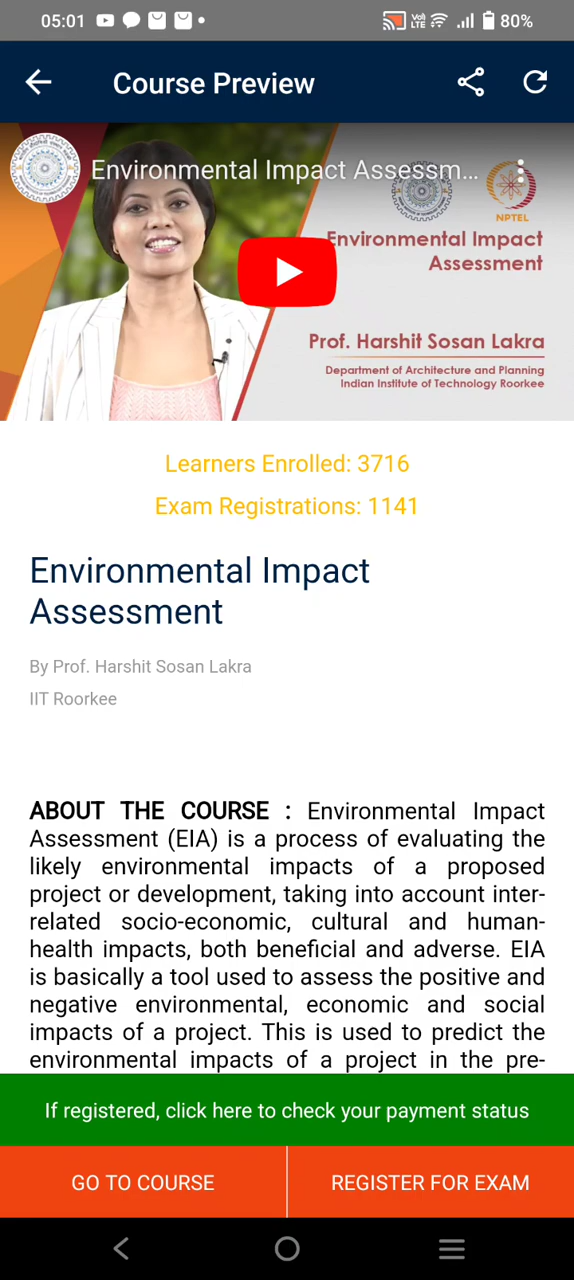 05:01
Vo)
LTE
80%
Course Preview
Environmental Impact Assessm...
NPTEL
Environmental Impact
Assessment
Prof. Harshit Sosan Lakra
Department of Architecture and Planning
Indian Institute of Technology Roorkee
Learners Enrolled: 3716
Exam Registrations: 1141
Environmental Impact
Assessment
By Prof. Harshit Sosan Lakra
IIT Roorkee
ABOUT THE COURSE : Environmental Impact
Assessment (EIA) is a process of evaluating the
likely environmental impacts of a proposed
project or development, taking into account inter-
related socio-economic, cultural and human-
health impacts, both beneficial and adverse. EIA
is basically a tool used to assess the positive and
negative environmental, economic and social
impacts of a project. This is used to predict the
environmental impacts of a project in the pre-
If registered, click here to check your payment status
GO TO COURSE
REGISTER FOR EXAM